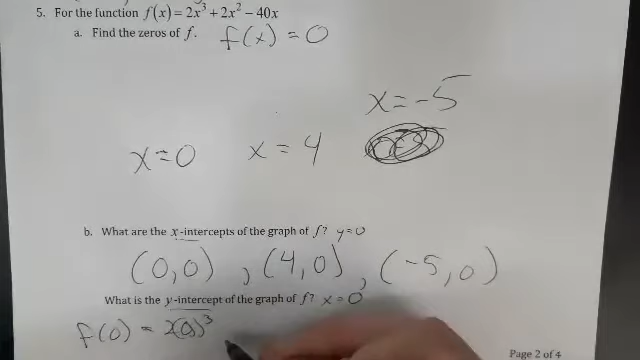 5. For the function f(x) = 2x³ + 2x² − 40x
a. Find the zeros of f. f(x) = 0
x = -5
x = 0 x = 4
b. What are the x-intercepts of the graph of f? y=0
(0,0) , (4,0) , (-5,0)
What is the y-intercept of the graph of f? x = 0
f(0) = 2(0)³
Page 2 of 4